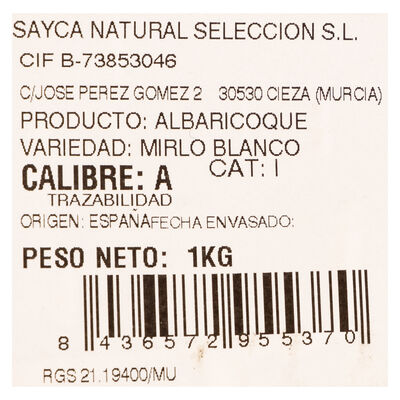 SAYCA NATURAL SELECCION S.L.
CIF B-73853046
C/JOSE PEREZ GOMEZ 2 30530 CIEZA (MURCIA)
PRODUCTO: ALBARICOQUE
VARIEDAD: MIRLO BLANCO
CALIBRE: A CAT: I
TRAZABILIDAD
ORIGEN: ESPAÑA FECHA ENVASADO:
PESO NETO: 1KG
8 436572 955370
RGS 21.19400/MU